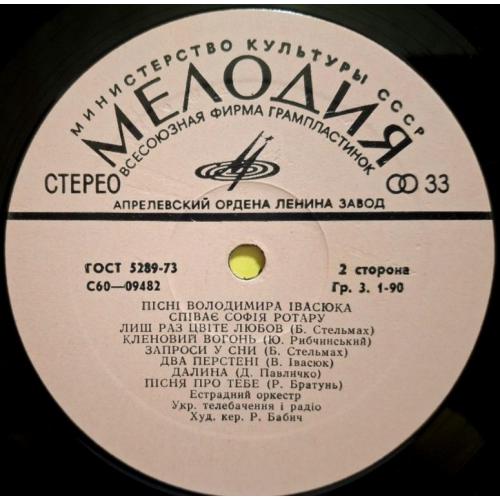 МИНИСТЕРСТВО КУЛЬТУРЫ СССР
МЕЛОДИЯ
ВСЕСОЮЗНАЯ ФИРМА ГРАМПЛАСТИНОК
СТЕРЕО 33
АПРЕЛЕВСКИЙ ОРДЕНА ЛЕНИНА ЗАВОД
ГОСТ 5289-73 2 сторона
С60—09482 Гр. 3. 1-90
ПІСНІ ВОЛОДИМИРА ІВАСЮКА
СПІВАЄ СОФІЯ РОТАРУ
ЛИШ РАЗ ЦВІТЕ ЛЮБОВ (Б. Стельмах)
КЛЕНОВИЙ ВОГОНЬ (Ю. Рибчинський)
ЗАПРОСИ У СНИ (Б. Стельмах)
ДВА ПЕРСТЕНІ (В. Івасюк)
ДАЛИНА (Д. Павличко)
ПІСНЯ ПРО ТЕБЕ (Р. Братунь)
Естрадний оркестр
Укр. телебачення і радіо
Худ. кер. Р. Бабич